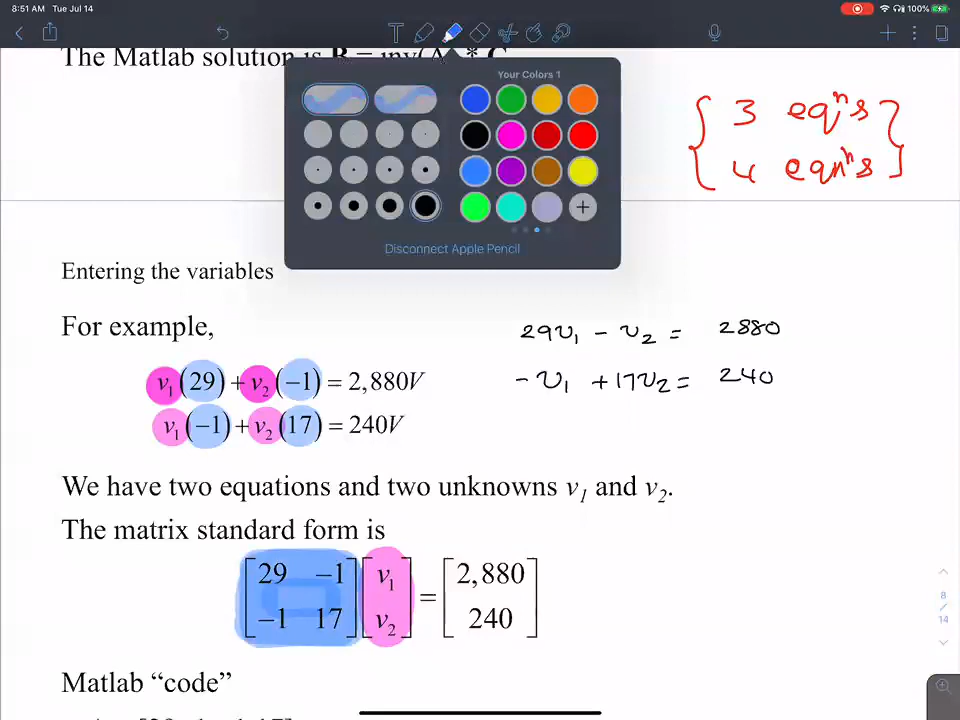 8:51 AM Tue Jul 14
100%
The Matlab solution is B = inv(A) * C
Your Colors 1
Disconnect Apple Pencil
{ 3 eqⁿs }
{ 4 eqnⁿs }
Entering the variables
For example,
29v₁ − v₂ = 2880
−v₁ + 17v₂ = 240
v₁(29) + v₂(−1) = 2,880V
v₁(−1) + v₂(17) = 240V
We have two equations and two unknowns v₁ and v₂.
The matrix standard form is
[29 −1] [v₁] = [2,880]
[−1 17] [v₂] [240]
8
/
14
Matlab “code”